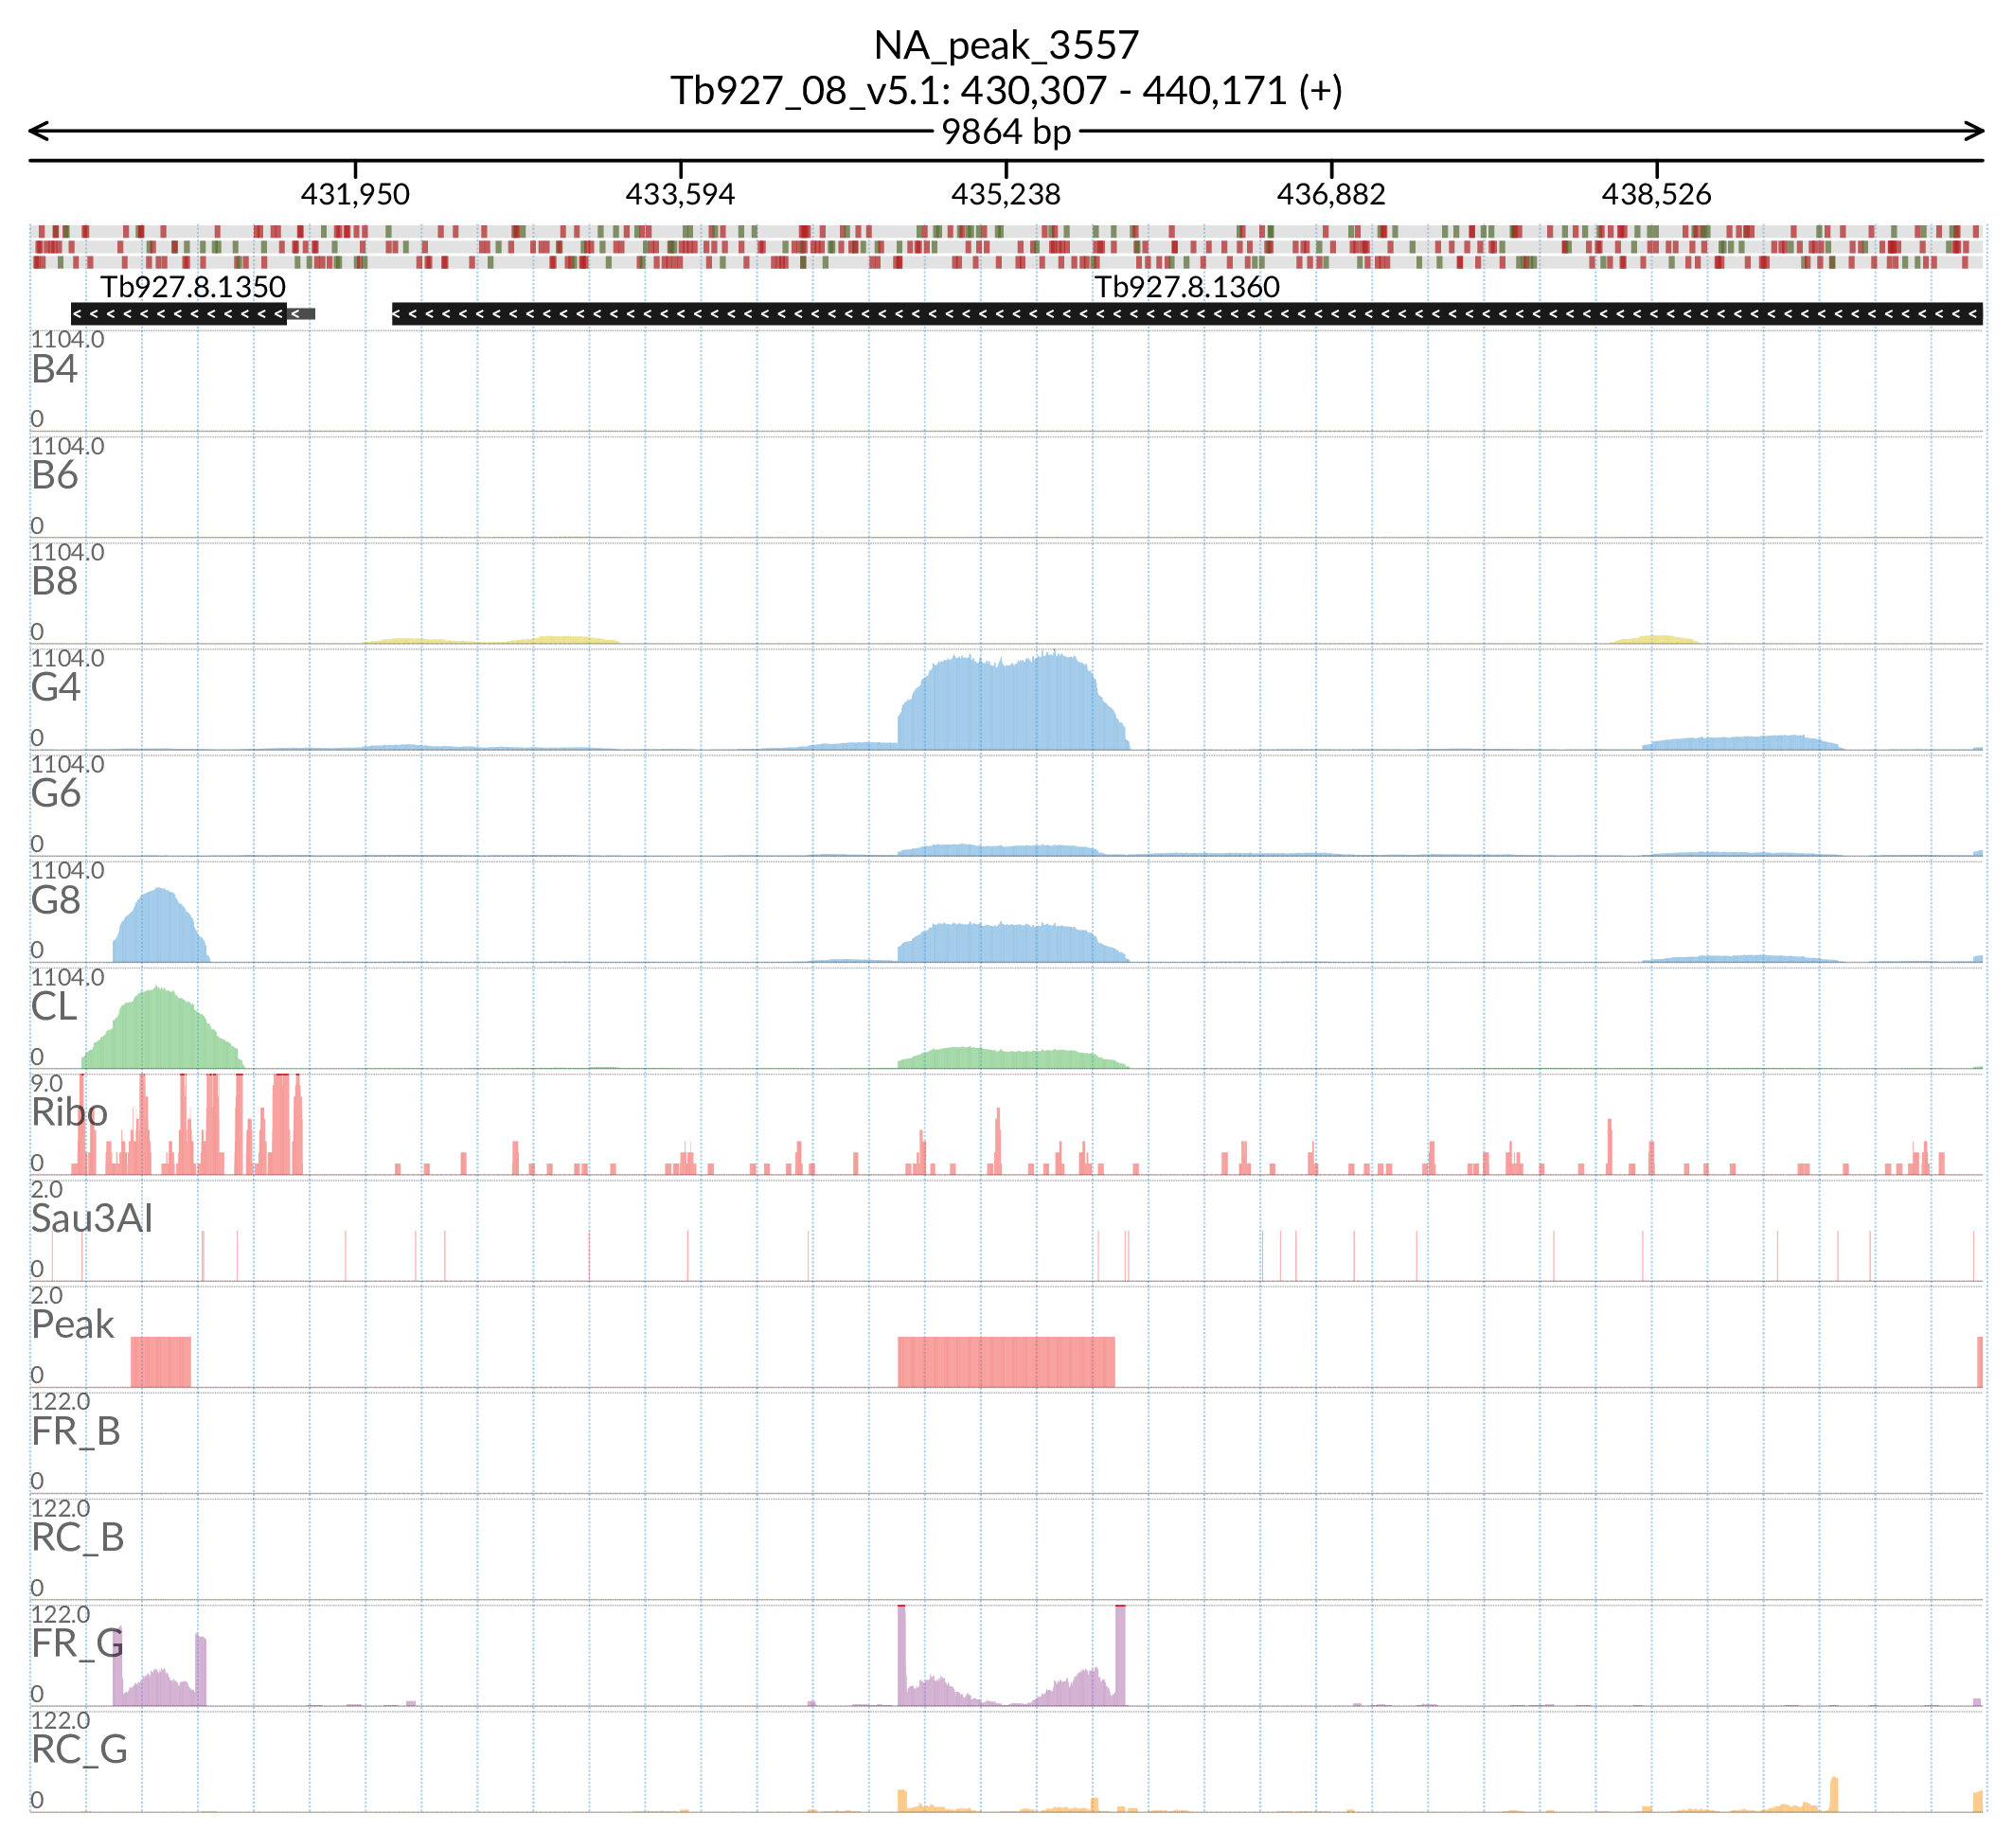 NA_peak_3557
Tb927_08_v5.1: 430,307 - 440,171 (+)
9864 bp
431,950 433,594 435,238 436,882 438,526
Tb927.8.1350 Tb927.8.1360
1104.0
B4
0
1104.0
B6
0
1104.0
B8
0
1104.0
G4
0
1104.0
G6
0
1104.0
G8
0
1104.0
CL
0
9.0
Ribo
0
2.0
Sau3AI
0
2.0
Peak
0
122.0
FR_B
0
122.0
RC_B
0
122.0
FR_G
0
122.0
RC_G
0